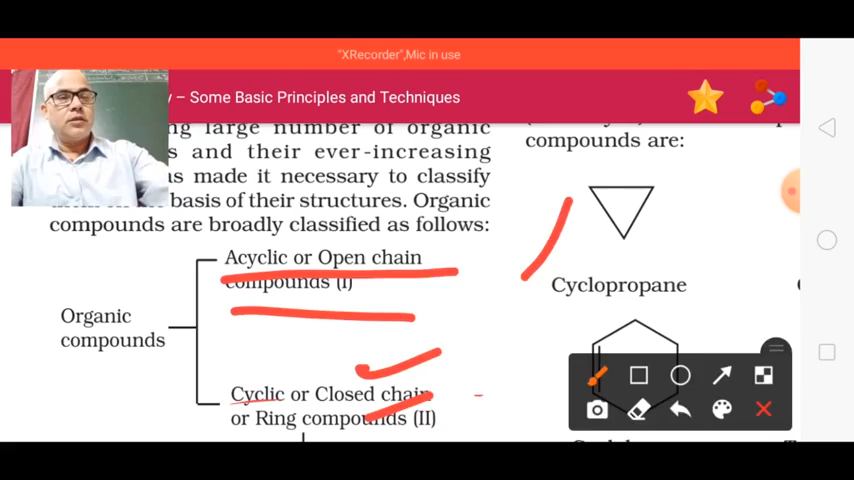 "XRecorder",Mic in use
– Some Basic Principles and Techniques
large number of organic
and their ever-increasing
made it necessary to classify
basis of their structures. Organic
compounds are broadly classified as follows:
Acyclic or Open chain
compounds (I)
Organic
compounds
Cyclic or Closed chain
or Ring compounds (II)
compounds are:
Cyclopropane